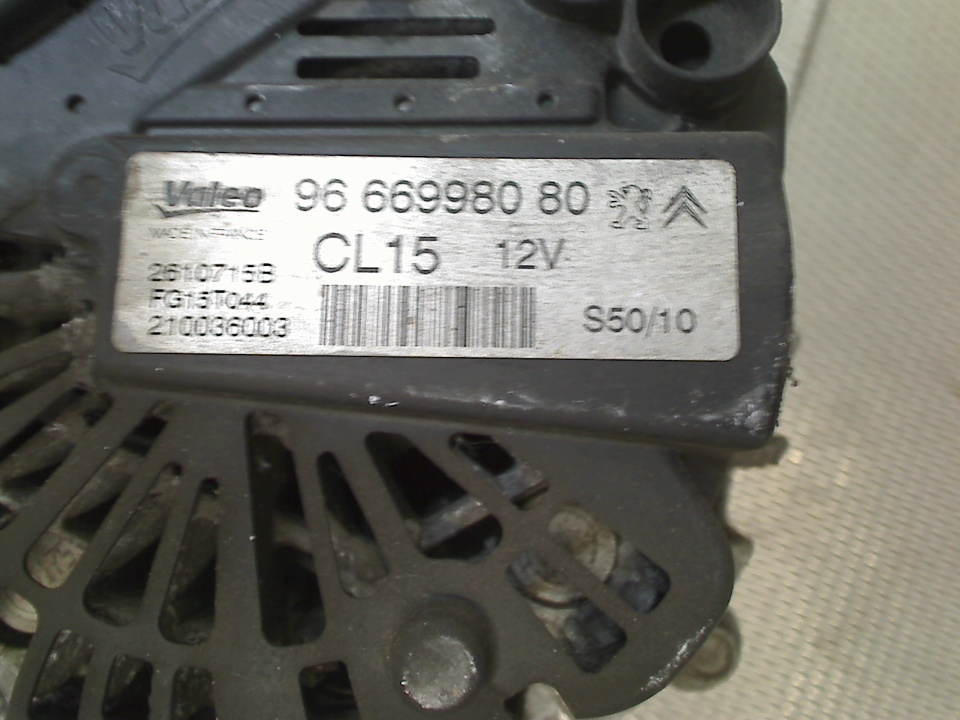 Valeo 96 669980 80
MADE IN FRANCE
CL15 12V
2610715B
FG15T044
210036003
S50/10